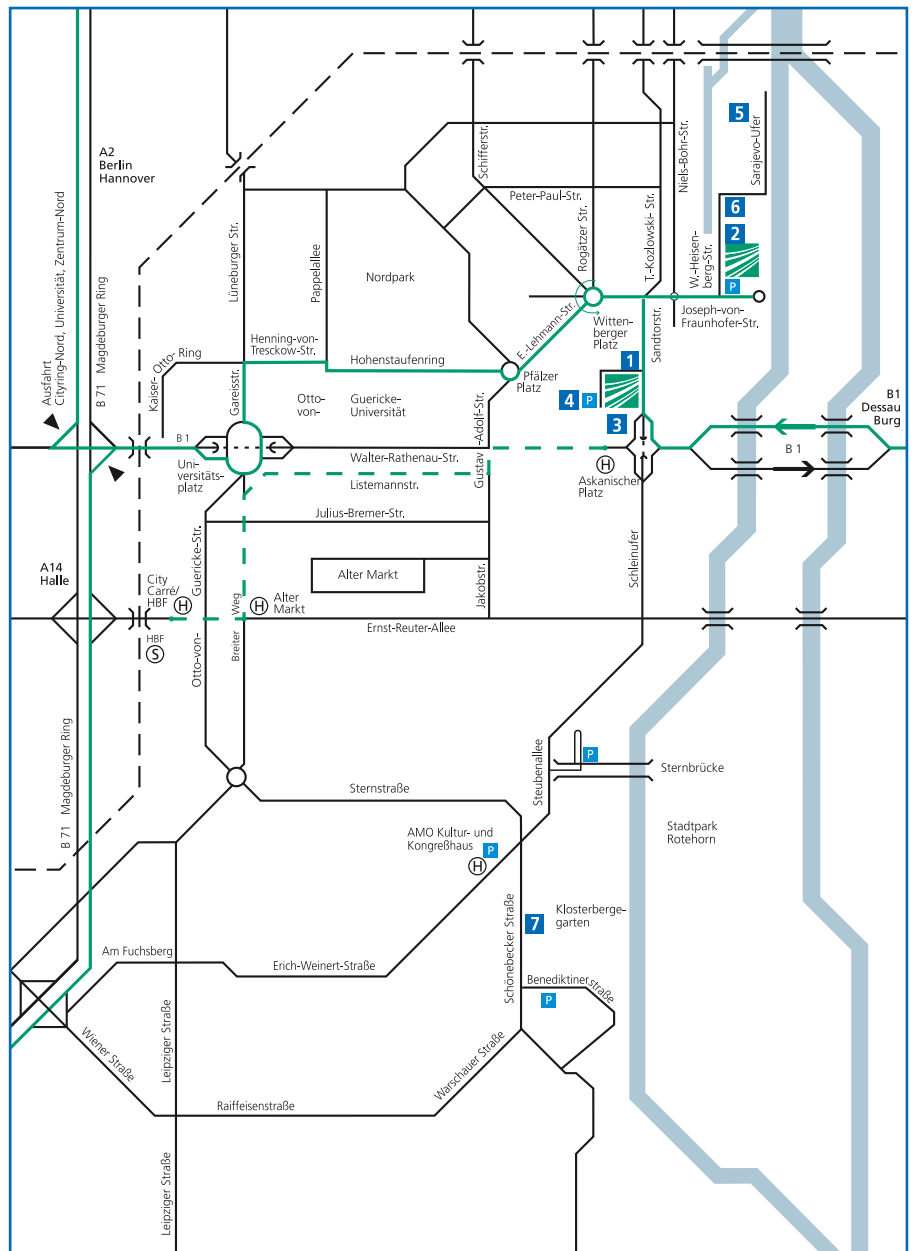 A2
Berlin
Hannover
Ausfahrt
Cityring-Nord, Universität, Zentrum-Nord
B 71 Magdeburger Ring
Kaiser-Otto-Ring
Lüneburger Str.
Pappelallee
Nordpark
Schifferstr.
Peter-Paul-Str.
Rogätzer Str.
T.-Kozlowski- Str.
Niels-Bohr-Str.
W.-Heisen-
berg-Str.
Sarajevo-Ufer
5
6
2
P
Joseph-von-
Fraunhofer-Str.
Henning-von-
Tresckow-Str.
Hohenstaufenring
E.-Lehmann-Str.
Wittenberger
Platz
Sandtorstr.
Pfälzer
Platz
1
4
P
3
Gareisstr.
Otto-
von-
Guericke-
Universität
Gustav-Adolf-Str.
B 1
Universitäts-
platz
Walter-Rathenau-Str.
Listemannstr.
H
Askanischer
Platz
B1
Dessau
Burg
B 1
Julius-Bremer-Str.
Otto-von-Guericke-Str.
Schleinufer
A14
Halle
City
Carré/
HBF
H
HBF
S
Breiter Weg
H
Alter
Markt
Alter Markt
Jakobstr.
Ernst-Reuter-Allee
B 71 Magdeburger Ring
Sternstraße
Steubenallee
P
Sternbrücke
Stadtpark
Rotehorn
AMO Kultur- und
Kongreßhaus
P
H
7
Klosterberge-
garten
Schönebecker Straße
Am Fuchsberg
Erich-Weinert-Straße
Benediktinerstraße
P
Wiener Straße
Leipziger Straße
Warschauer Straße
Raiffeisenstraße
Leipziger Straße